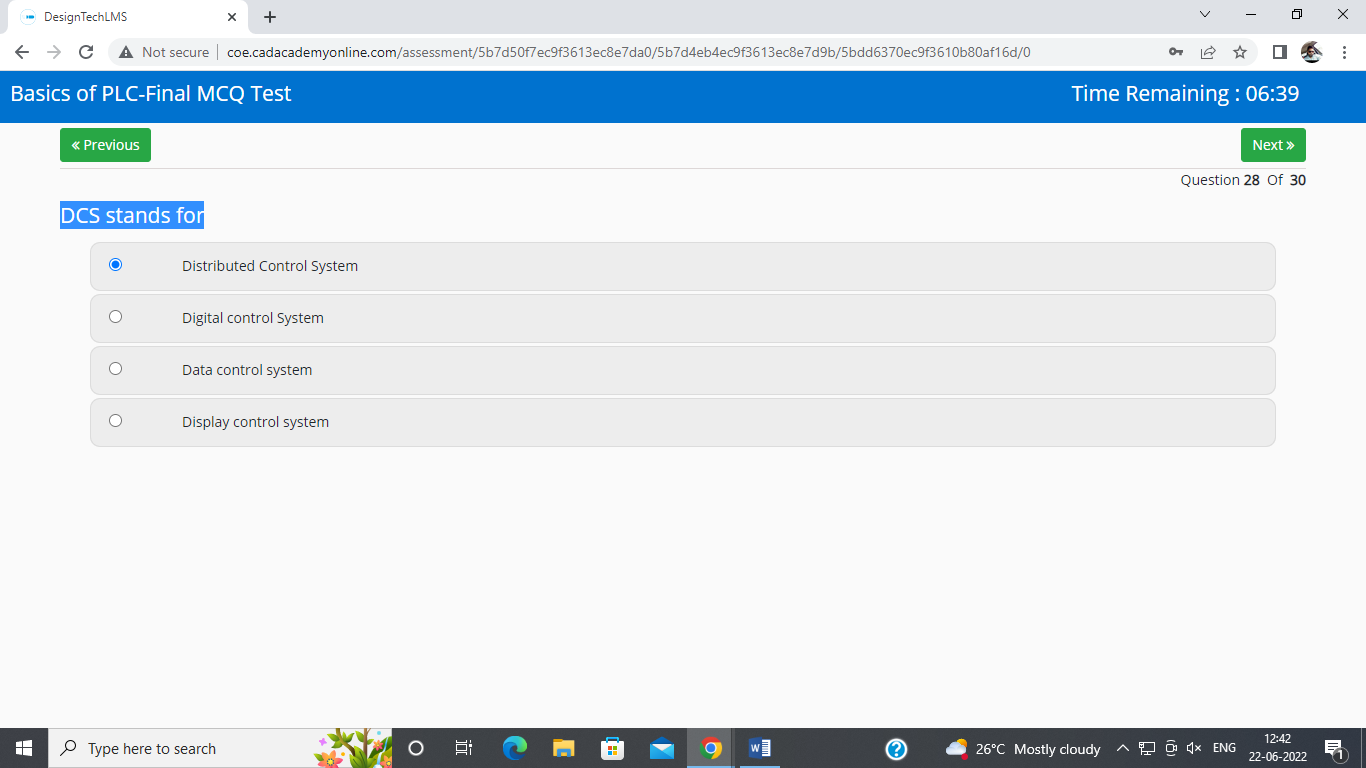 DesignTechLMS
Not secure
coe.cadacademyonline.com/assessment/5b7d50f7ec9f3613ec8e7da0/5b7d4eb4ec9f3613ec8e7d9b/5bdd6370ec9f3610b80af16d/0
Basics of PLC-Final MCQ Test
Time Remaining : 06:39
« Previous
Next »
Question 28 Of 30
DCS stands for
Distributed Control System
Digital control System
Data control system
Display control system
Type here to search
26°C Mostly cloudy
ENG
12:42
22-06-2022
1